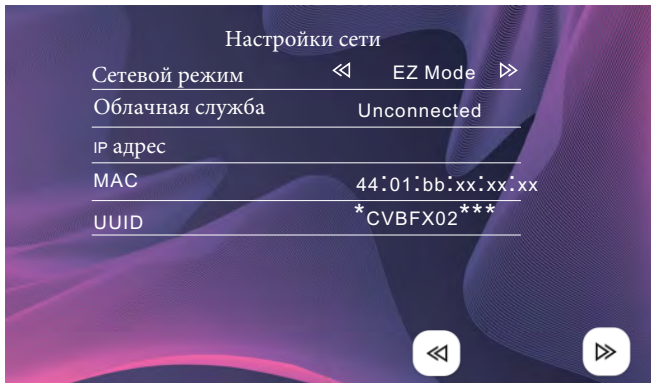 Настройки сети
Сетевой режим EZ Mode
Облачная служба Unconnected
IP адрес
MAC 44:01:bb:xx:xx:xx
UUID *CVBFX02***